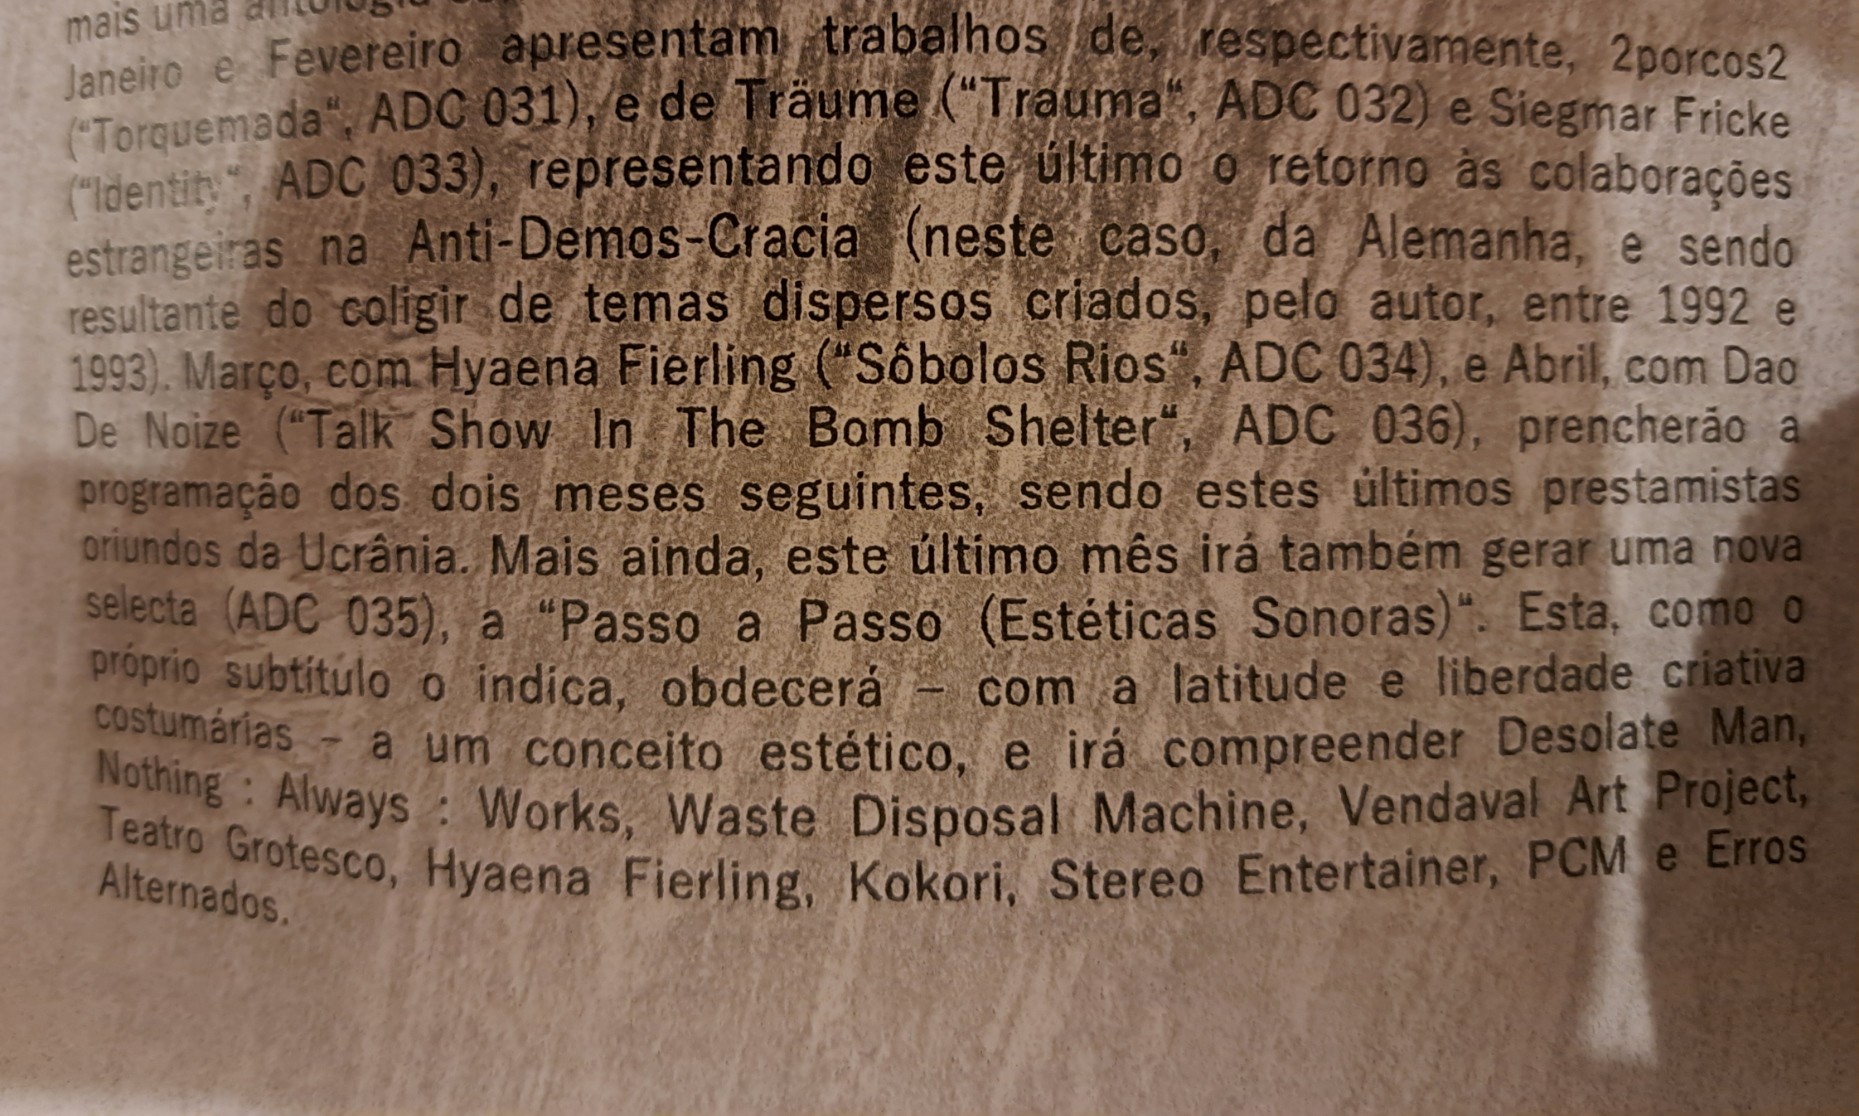 mais uma antologia
Janeiro e Fevereiro apresentam trabalhos de, respectivamente, 2porcos2
(“Torquemada“, ADC 031), e de Träume (“Trauma“, ADC 032) e Siegmar Fricke
(“Identity“, ADC 033), representando este último o retorno às colaborações
estrangeiras na Anti-Demos-Cracia (neste caso, da Alemanha, e sendo
resultante do coligir de temas dispersos criados, pelo autor, entre 1992 e
1993). Março, com Hyaena Fierling (“Sôbolos Rios“, ADC 034), e Abril, com Dao
De Noize (“Talk Show In The Bomb Shelter“, ADC 036), prencherão a
programação dos dois meses seguintes, sendo estes últimos prestamistas
oriundos da Ucrânia. Mais ainda, este último mês irá também gerar uma nova
selecta (ADC 035), a “Passo a Passo (Estéticas Sonoras)“. Esta, como o
próprio subtítulo o indica, obdecerá – com a latitude e liberdade criativa
costumárias – a um conceito estético, e irá compreender Desolate Man,
Nothing : Always : Works, Waste Disposal Machine, Vendaval Art Project,
Teatro Grotesco, Hyaena Fierling, Kokori, Stereo Entertainer, PCM e Erros
Alternados.